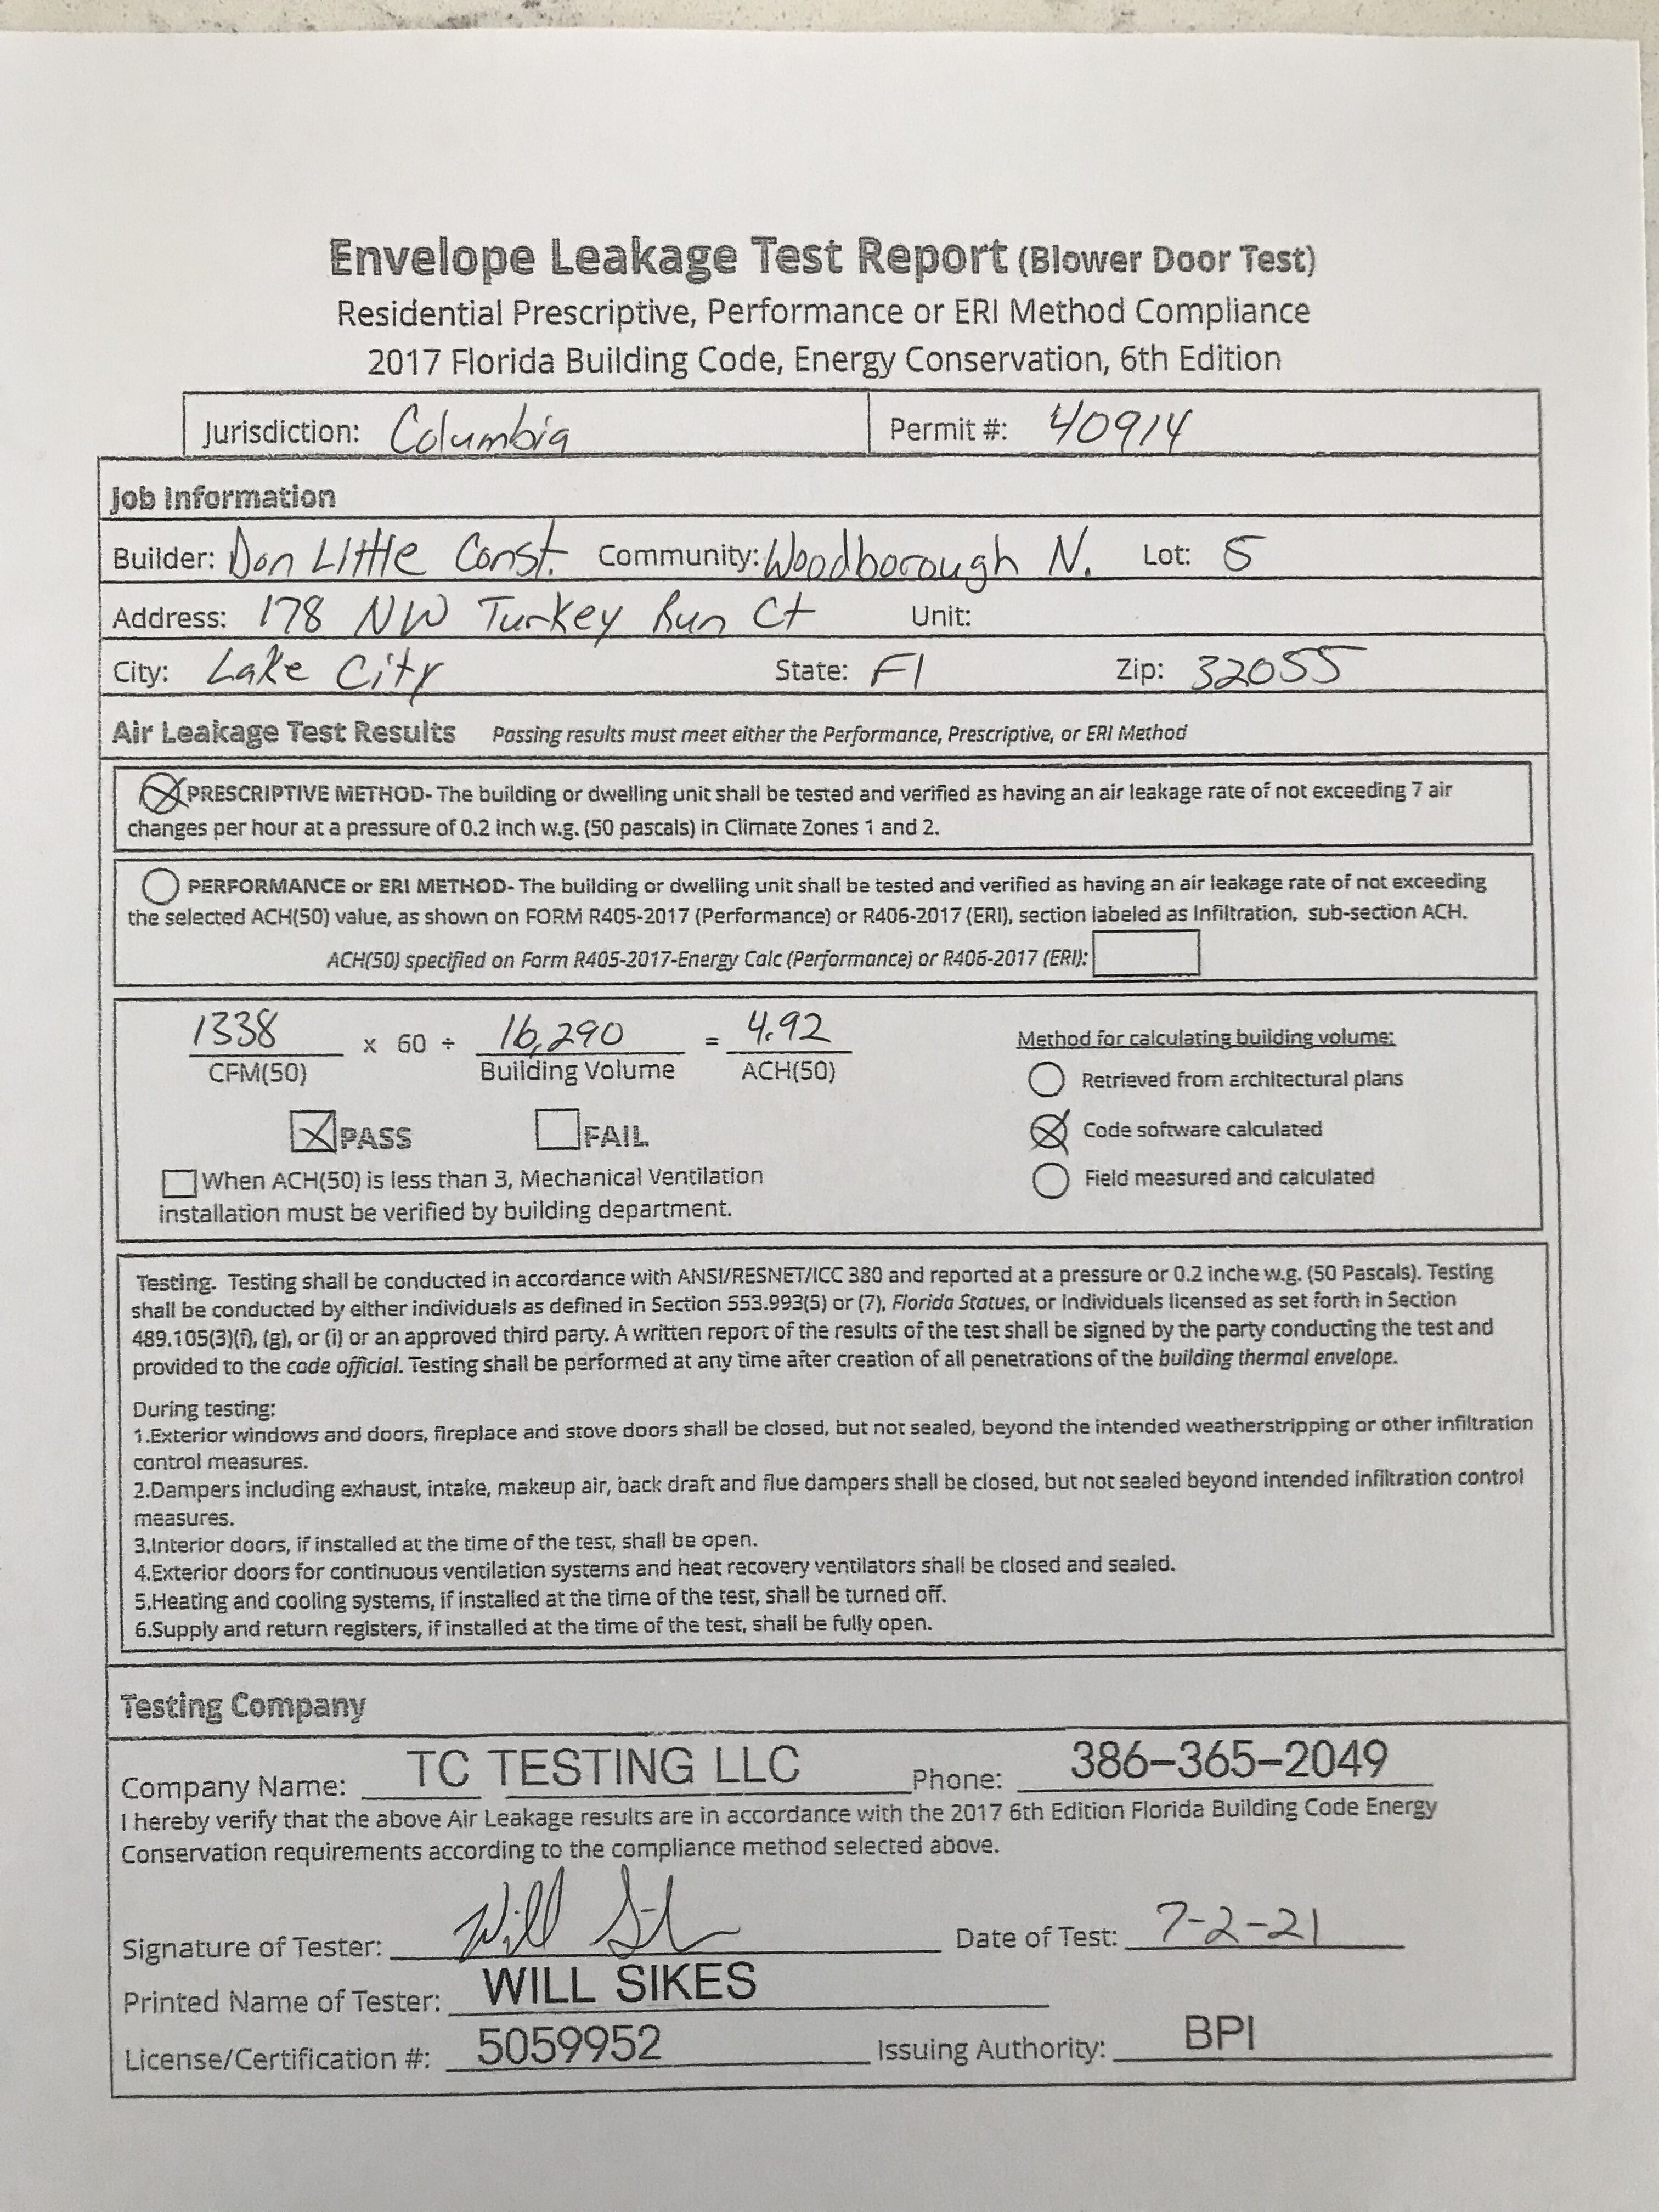 Envelope Leakage Test Report (Blower Door Test)
Residential Prescriptive, Performance or ERI Method Compliance
2017 Florida Building Code, Energy Conservation, 6th Edition
Jurisdiction: Columbia Permit #: 40914
Job Information
Builder: Don Little Const. Community: Woodborough N. Lot: 5
Address: 178 NW Turkey Run Ct Unit:
City: Lake City State: Fl Zip: 32055
Air Leakage Test Results Passing results must meet either the Performance, Prescriptive, or ERI Method
PRESCRIPTIVE METHOD- The building or dwelling unit shall be tested and verified as having an air leakage rate of not exceeding 7 air
changes per hour at a pressure of 0.2 inch w.g. (50 pascals) in Climate Zones 1 and 2.
PERFORMANCE or ERI METHOD- The building or dwelling unit shall be tested and verified as having an air leakage rate of not exceeding
the selected ACH(50) value, as shown on FORM R405-2017 (Performance) or R406-2017 (ERI), section labeled as Infiltration, sub-section ACH.
ACH(50) specified on Form R405-2017-Energy Calc (Performance) or R406-2017 (ERI):
1338 x 60 ÷ 16,290 = 4.92
CFM(50) Building Volume ACH(50)
PASS FAIL
When ACH(50) is less than 3, Mechanical Ventilation
installation must be verified by building department.
Method for calculating building volume:
Retrieved from architectural plans
Code software calculated
Field measured and calculated
Testing. Testing shall be conducted in accordance with ANSI/RESNET/ICC 380 and reported at a pressure or 0.2 inche w.g. (50 Pascals). Testing
shall be conducted by either individuals as defined in Section 553.993(5) or (7), Florida Statues, or individuals licensed as set forth in Section
489.105(3)(f), (g), or (i) or an approved third party. A written report of the results of the test shall be signed by the party conducting the test and
provided to the code official. Testing shall be performed at any time after creation of all penetrations of the building thermal envelope.
During testing:
1.Exterior windows and doors, fireplace and stove doors shall be closed, but not sealed, beyond the intended weatherstripping or other infiltration
control measures.
2.Dampers including exhaust, intake, makeup air, back draft and flue dampers shall be closed, but not sealed beyond intended infiltration control
measures.
3.Interior doors, if installed at the time of the test, shall be open.
4.Exterior doors for continuous ventilation systems and heat recovery ventilators shall be closed and sealed.
5.Heating and cooling systems, if installed at the time of the test, shall be turned off.
6.Supply and return registers, if installed at the time of the test, shall be fully open.
Testing Company
Company Name: TC TESTING LLC Phone: 386-365-2049
I hereby verify that the above Air Leakage results are in accordance with the 2017 6th Edition Florida Building Code Energy
Conservation requirements according to the compliance method selected above.
Signature of Tester: Will Sikes Date of Test: 7-2-21
Printed Name of Tester: WILL SIKES
License/Certification #: 5059952 Issuing Authority: BPI